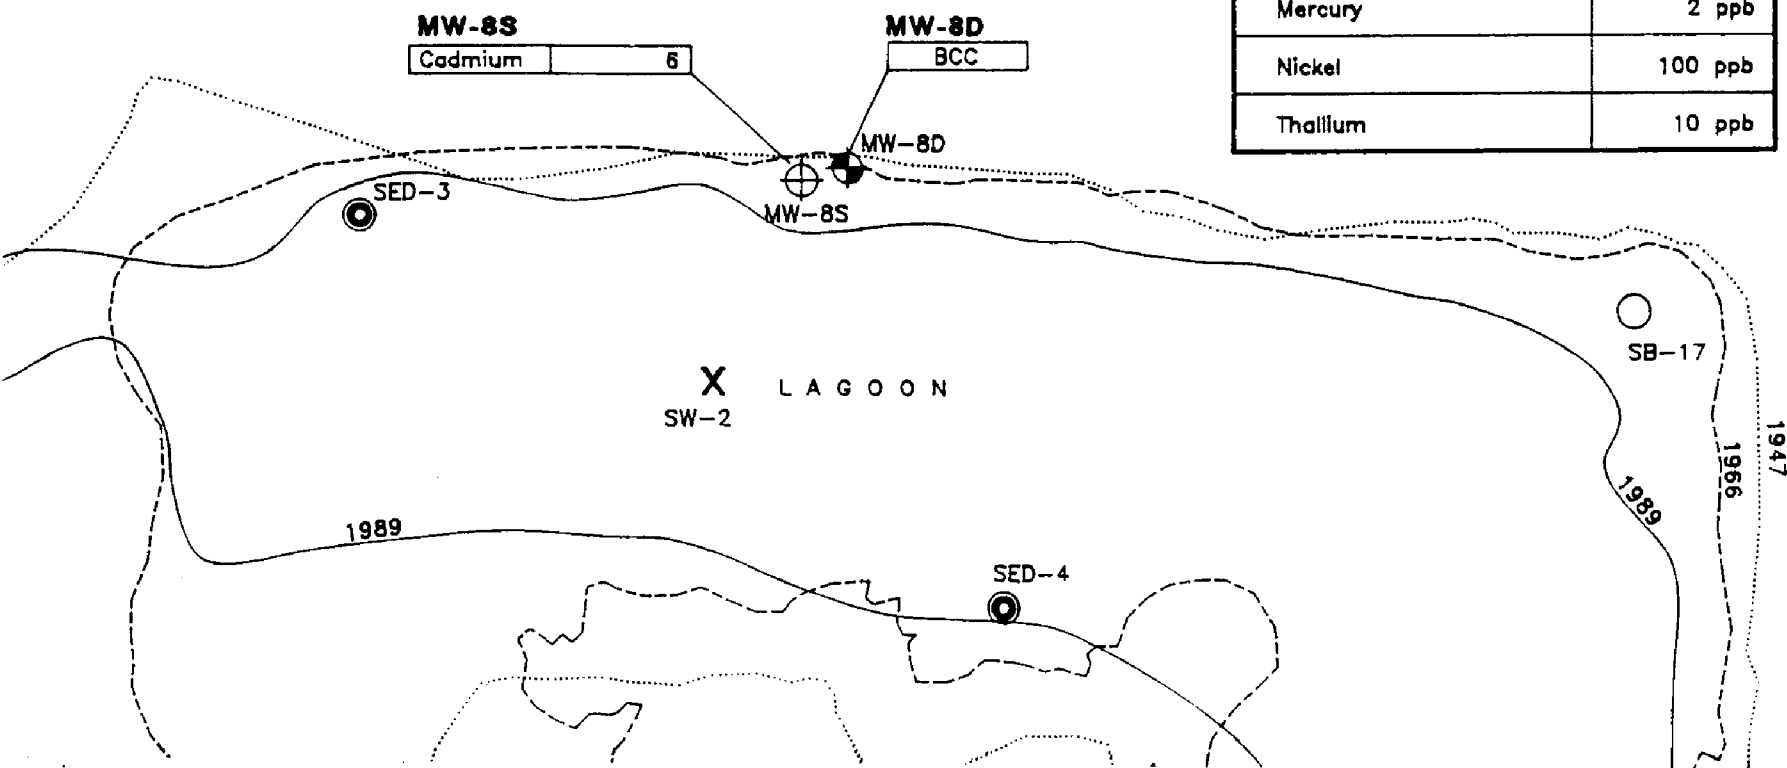 MW-8S
Cadmium 6
MW-8D
BCC
Mercury 2 ppb
Nickel 100 ppb
Thallium 10 ppb
MW-8D
SED-3
MW-8S
SB-17
X LAGOON
SW-2
1947
1966
1989
1989
SED-4